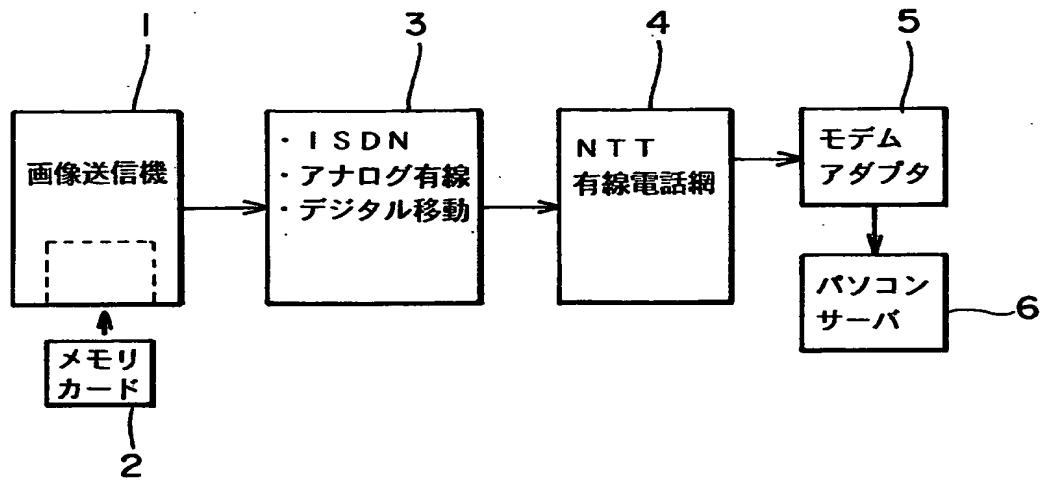 1
3
4
5
画像送信機
・ISDN
・アナログ有線
・デジタル移動
NTT
有線電話網
モデム
アダプタ
パソコン
サーバ
6
メモリ
カード
2